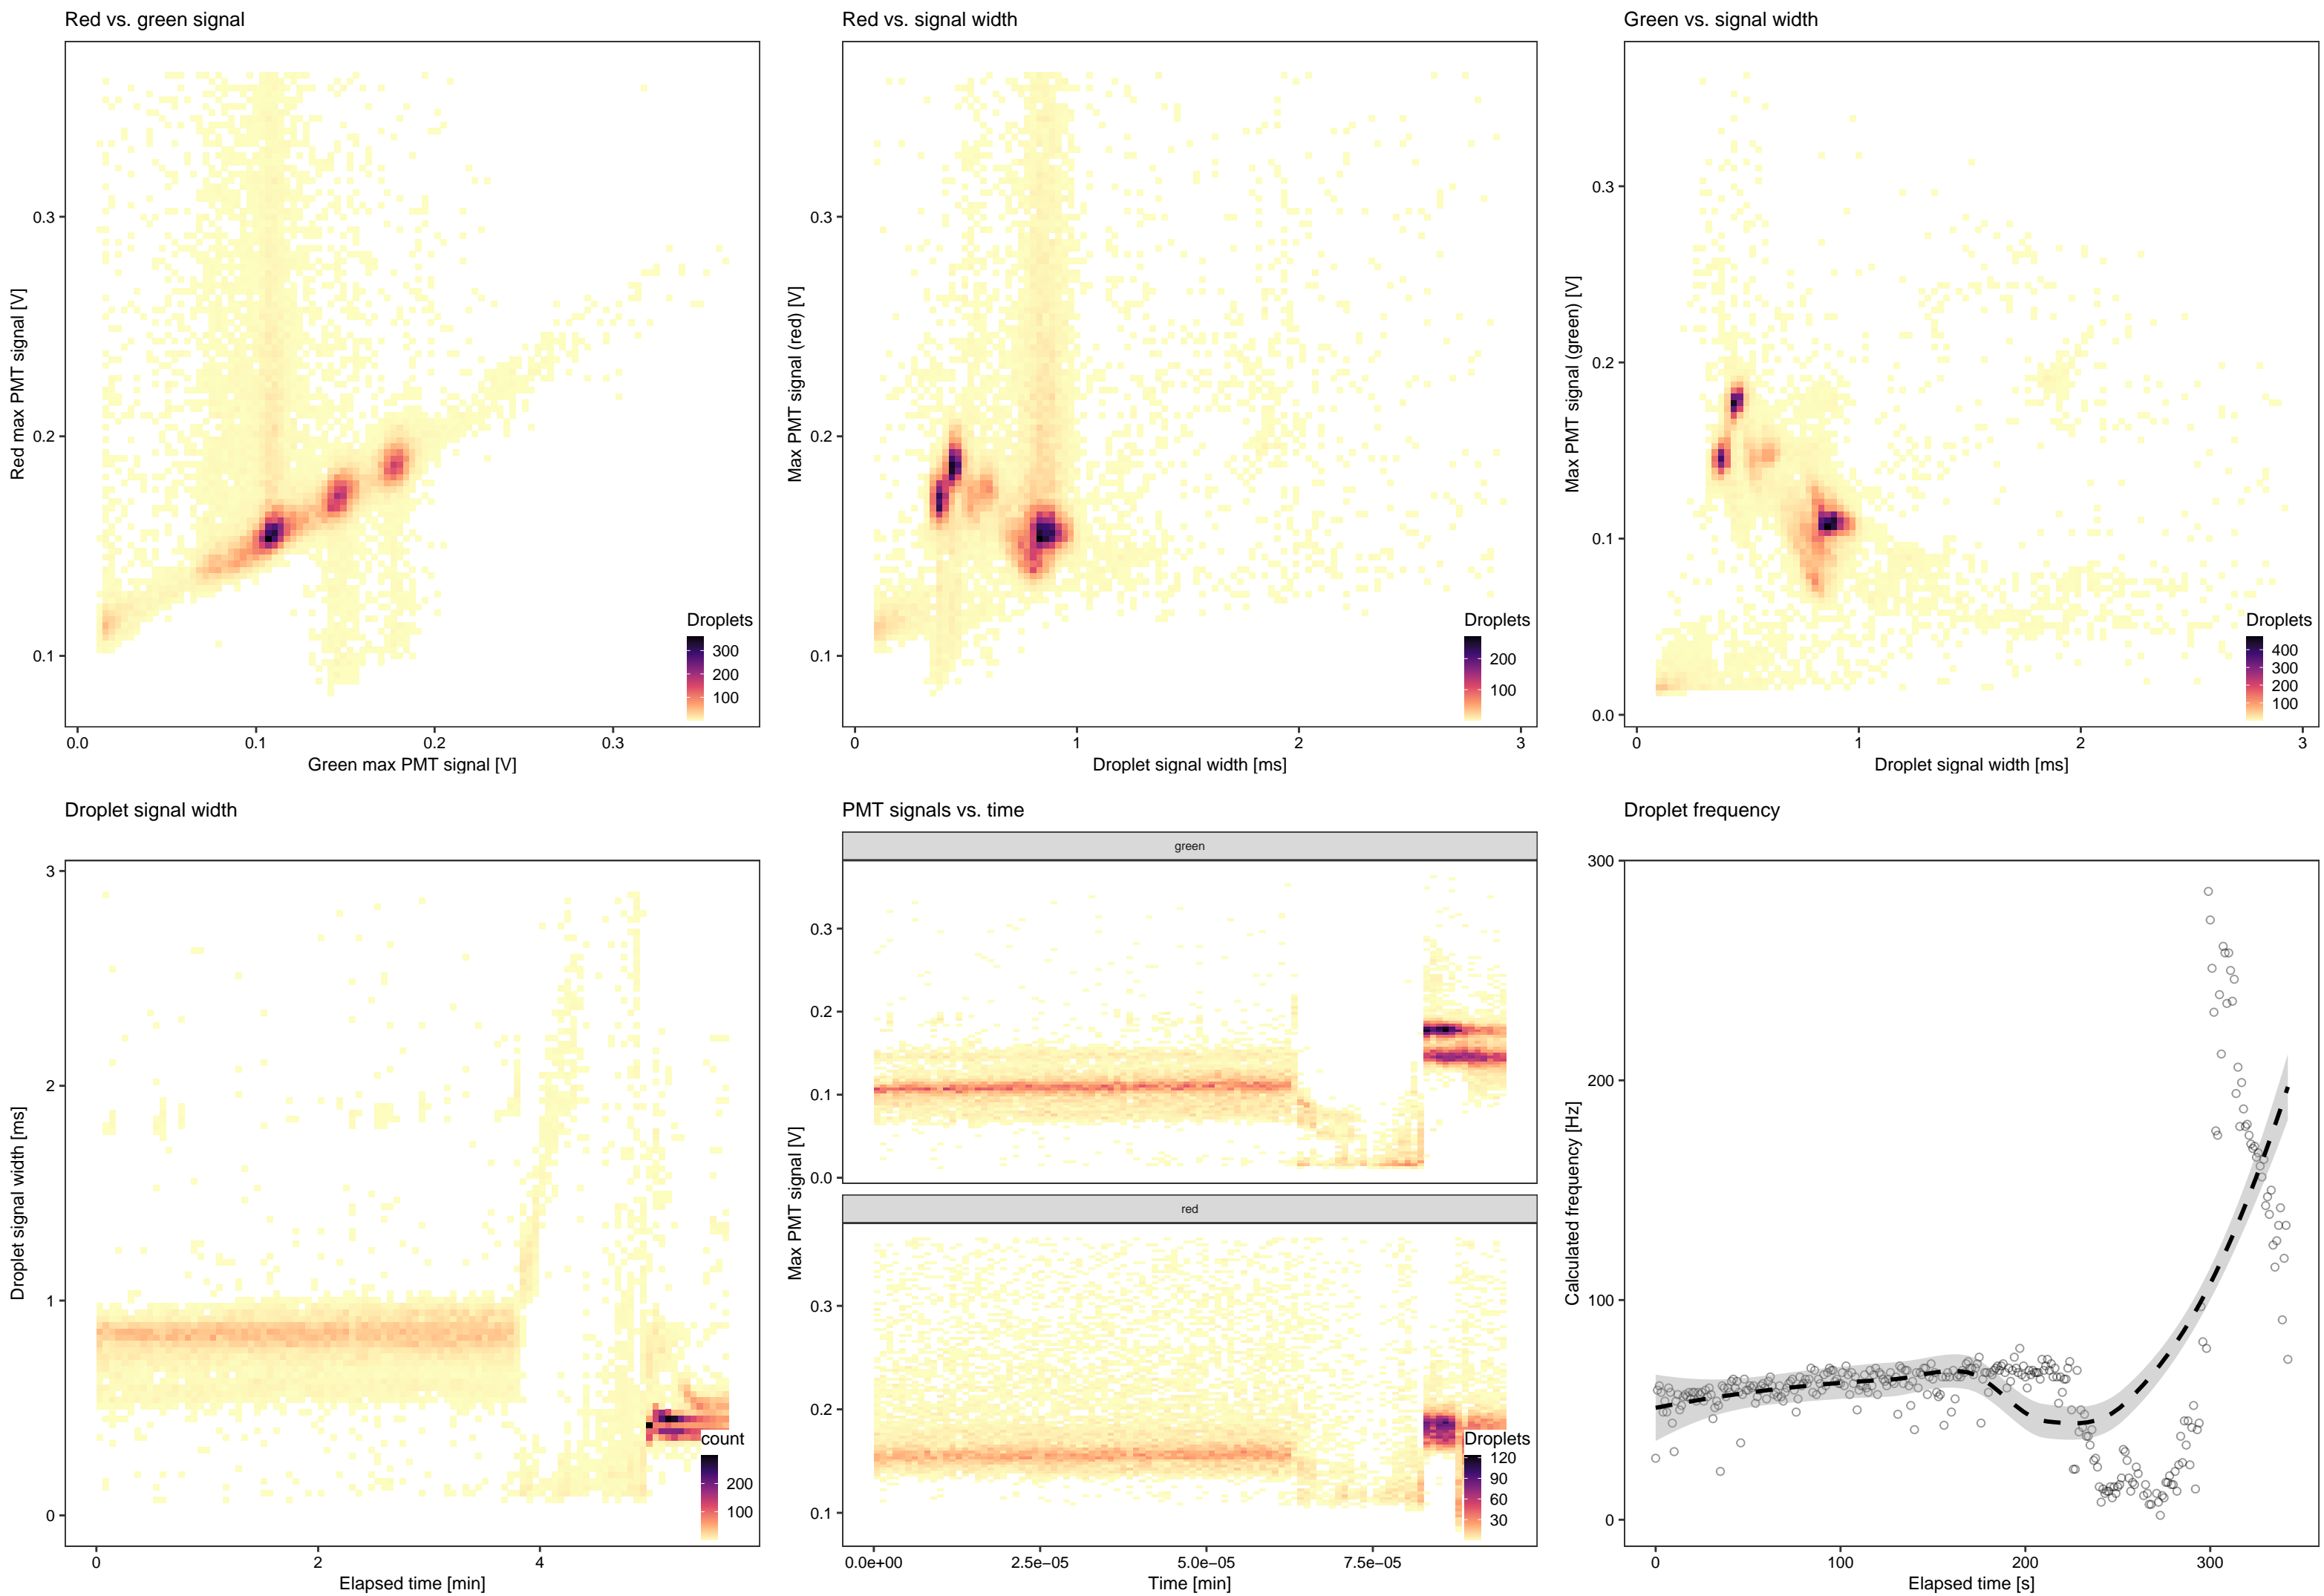 Red vs. green signal
Red max PMT signal [V]
0.3
0.2
0.1
Droplets
300
200
100
0.0
0.1
0.2
0.3
Green max PMT signal [V]
Red vs. signal width
Max PMT signal (red) [V]
0.3
0.2
0.1
Droplets
200
100
0
1
2
3
Droplet signal width [ms]
Green vs. signal width
Max PMT signal (green) [V]
0.3
0.2
0.1
0.0
Droplets
400
300
200
100
0
1
2
3
Droplet signal width [ms]
Droplet signal width
Droplet signal width [ms]
3
2
1
0
count
200
100
0
2
4
Elapsed time [min]
PMT signals vs. time
Max PMT signal [V]
green
0.3
0.2
0.1
0.0
red
0.3
0.2
0.1
Droplets
120
90
60
30
0.0e+00
2.5e−05
5.0e−05
7.5e−05
Time [min]
Droplet frequency
Calculated frequency [Hz]
300
200
100
0
0
100
200
300
Elapsed time [s]